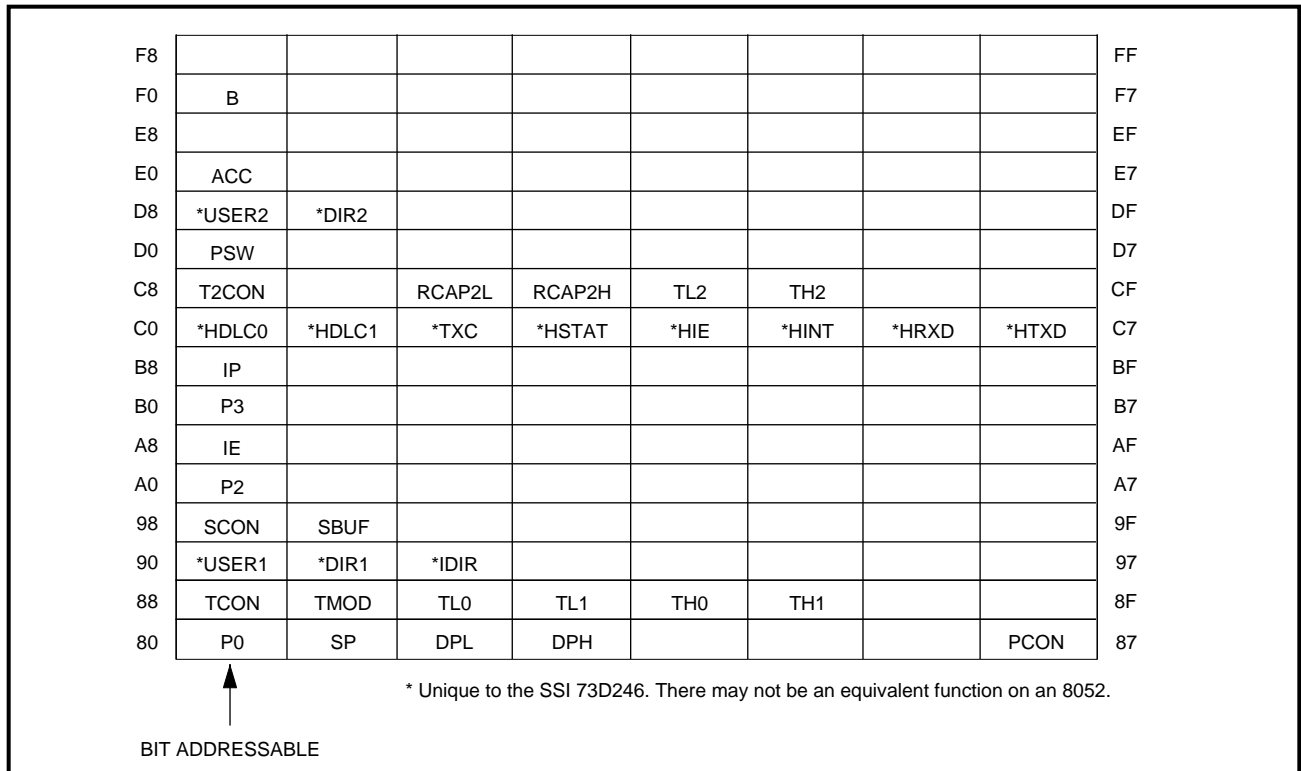 F8 FF
F0 B F7
E8 EF
E0 ACC E7
D8 *USER2 *DIR2 DF
D0 PSW D7
C8 T2CON RCAP2L RCAP2H TL2 TH2 CF
C0 *HDLC0 *HDLC1 *TXC *HSTAT *HIE *HINT *HRXD *HTXD C7
B8 IP BF
B0 P3 B7
A8 IE AF
A0 P2 A7
98 SCON SBUF 9F
90 *USER1 *DIR1 *IDIR 97
88 TCON TMOD TL0 TL1 TH0 TH1 8F
80 P0 SP DPL DPH PCON 87
* Unique to the SSI 73D246. There may not be an equivalent function on an 8052.
BIT ADDRESSABLE